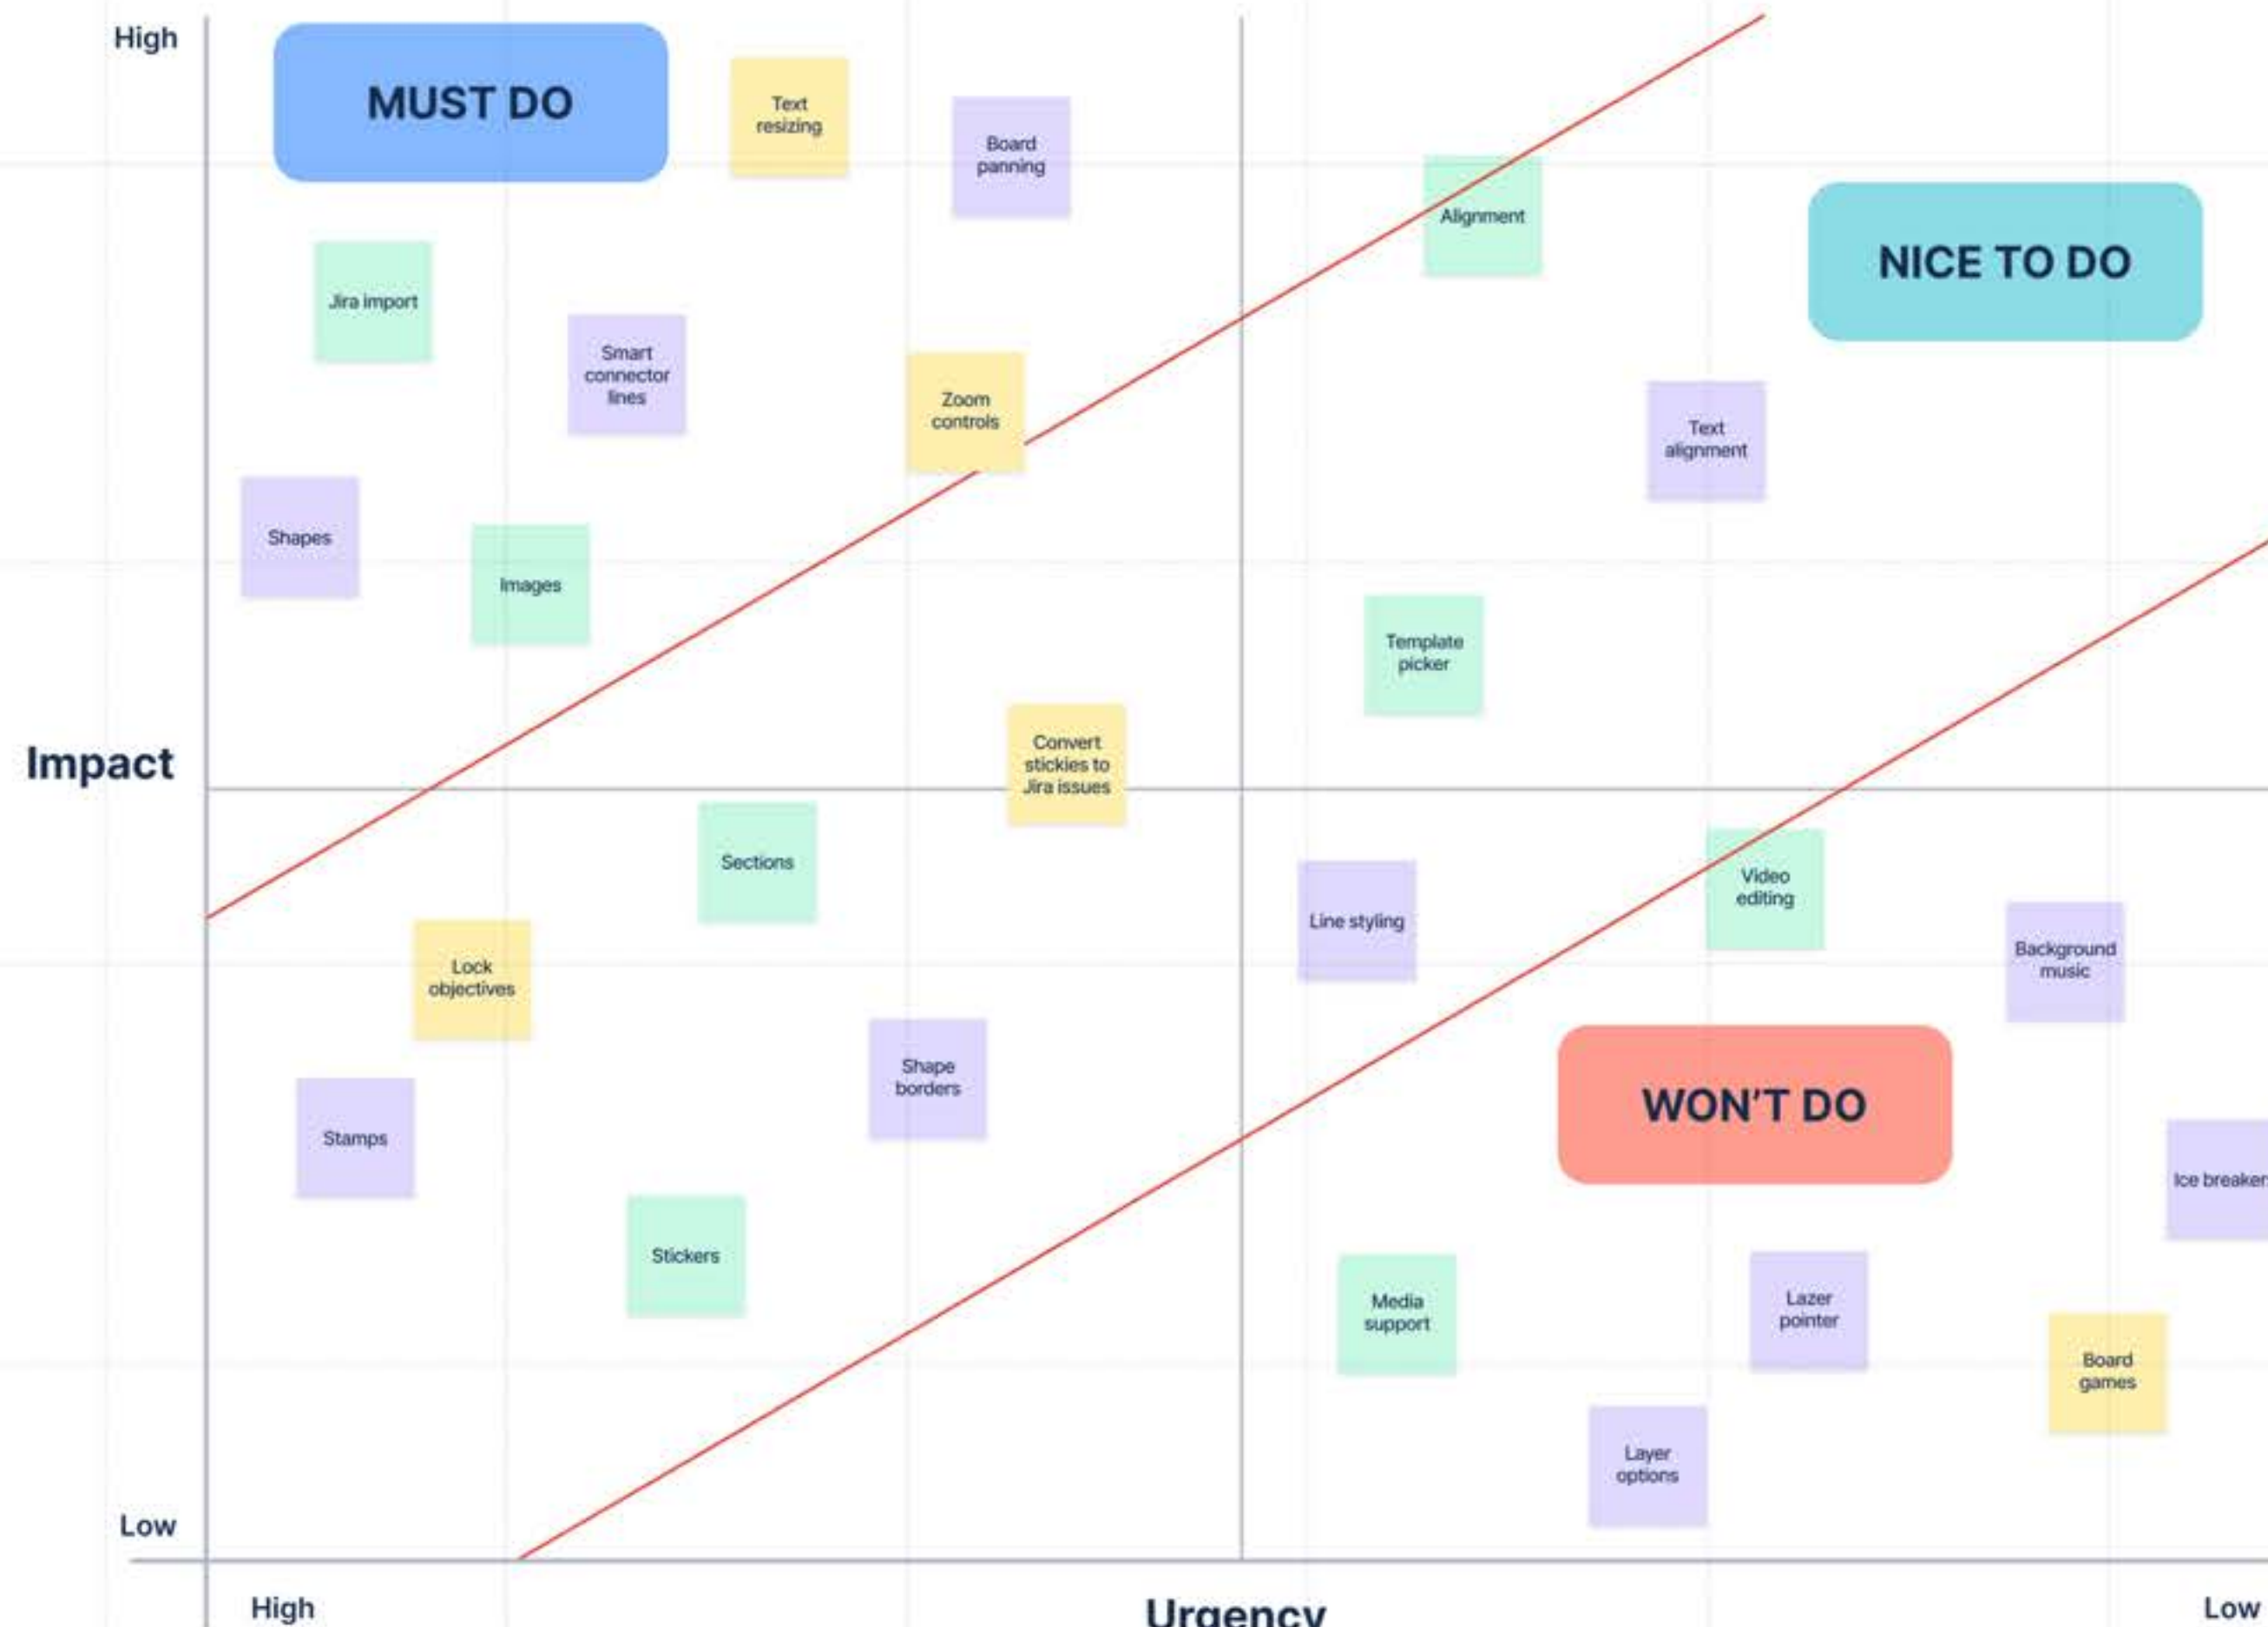 High
MUST DO
Text
resizing
Board
panning
Alignment
NICE TO DO
Jira import
Smart
connector
lines
Zoom
controls
Text
alignment
Shapes
Images
Template
picker
Impact
Convert
stickies to
Jira issues
Sections
Line styling
Video
editing
Background
music
Lock
objectives
Shape
borders
WON'T DO
Stamps
Ice breaker
Stickers
Media
support
Lazer
pointer
Board
games
Layer
options
Low
High
Urgency
Low